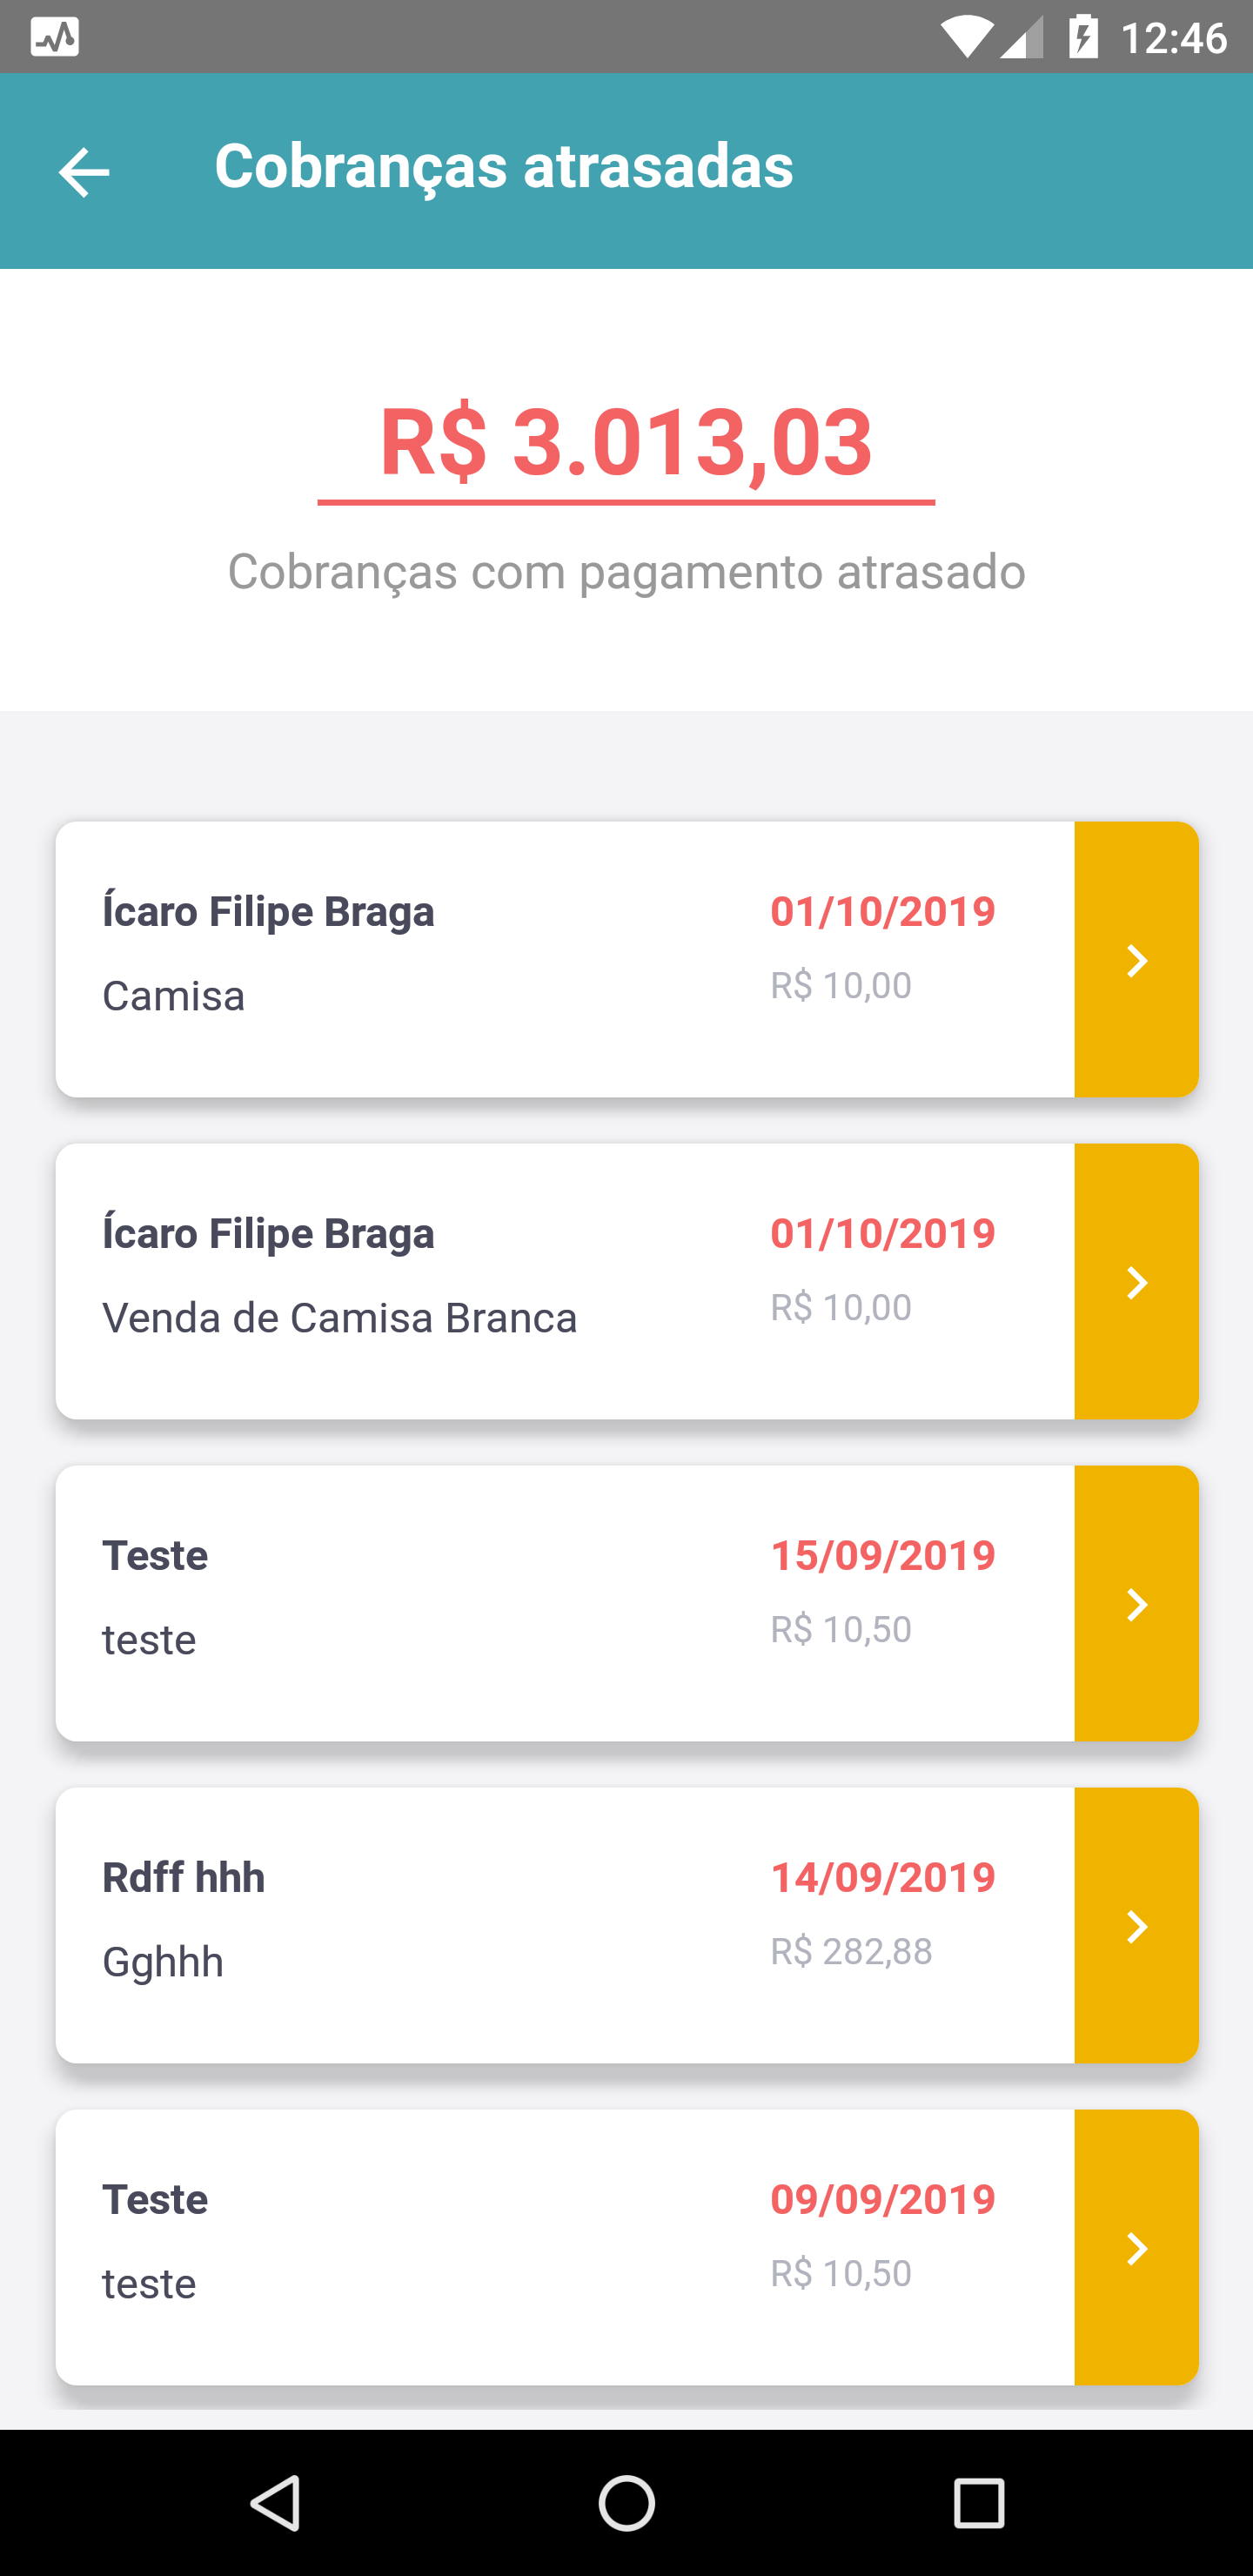 12:46
Cobranças atrasadas
R$ 3.013,03
Cobranças com pagamento atrasado
Ícaro Filipe Braga
01/10/2019
Camisa
R$ 10,00
Ícaro Filipe Braga
01/10/2019
Venda de Camisa Branca
R$ 10,00
Teste
15/09/2019
teste
R$ 10,50
Rdff hhh
14/09/2019
Gghhh
R$ 282,88
Teste
09/09/2019
teste
R$ 10,50